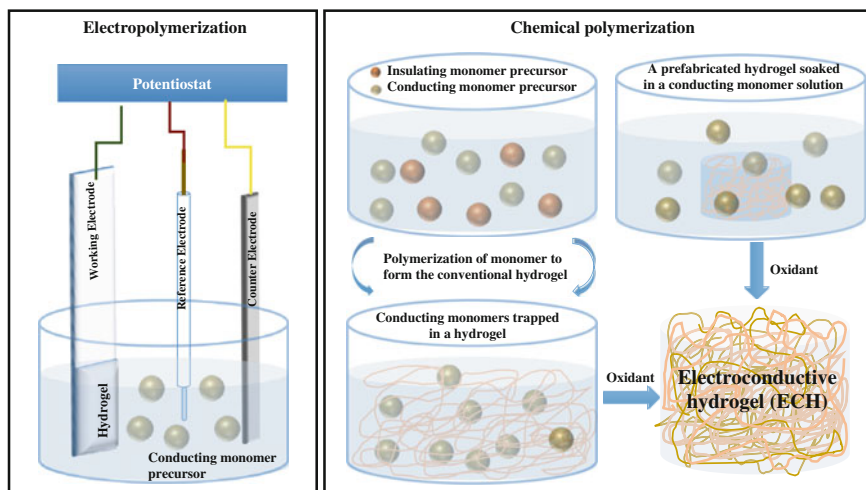 Electropolymerization
Potentiostat
Working Electrode
Reference Electrode
Counter Electrode
Hydrogel
Conducting monomer
precursor
Chemical polymerization
Insulating monomer precursor
Conducting monomer precursor
A prefabricated hydrogel soaked
in a conducting monomer solution
Polymerization of monomer to
form the conventional hydrogel
Oxidant
Conducting monomers trapped
in a hydrogel
Oxidant
Electroconductive
hydrogel (ECH)